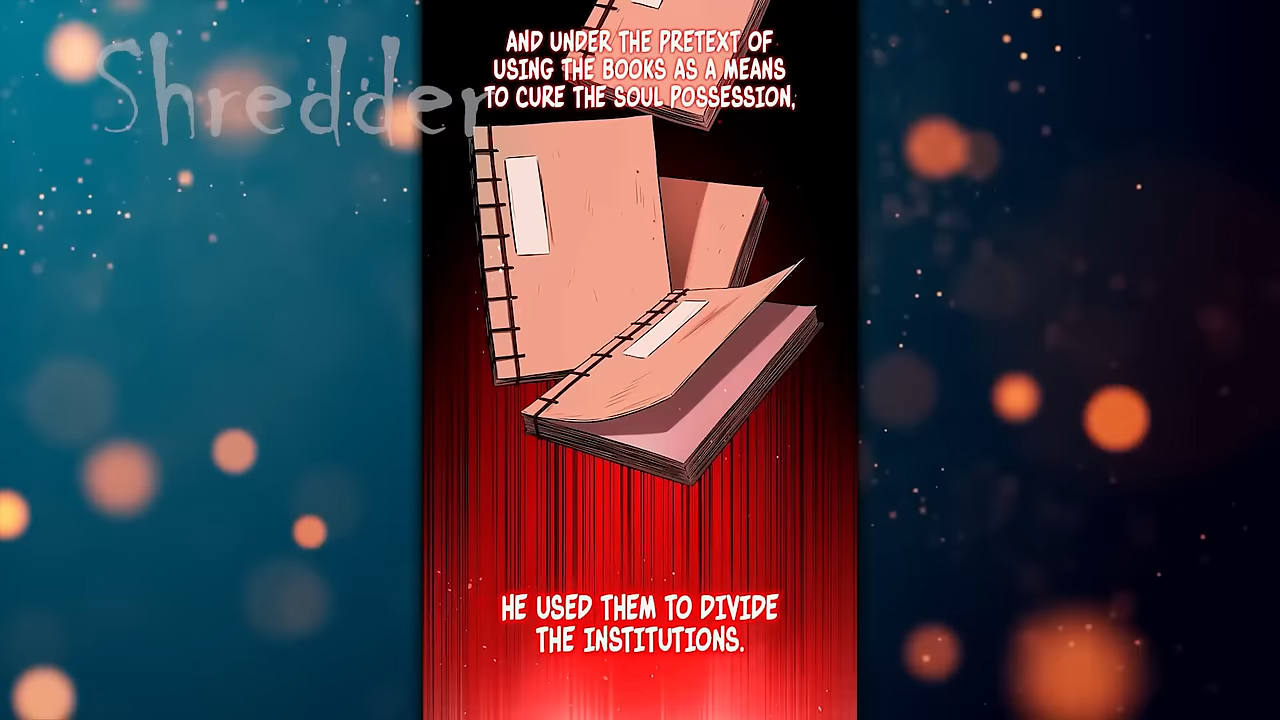 Shredder
AND UNDER THE PRETEXT OF
USING THE BOOKS AS A MEANS
TO CURE THE SOUL POSSESSION,
HE USED THEM TO DIVIDE
THE INSTITUTIONS.